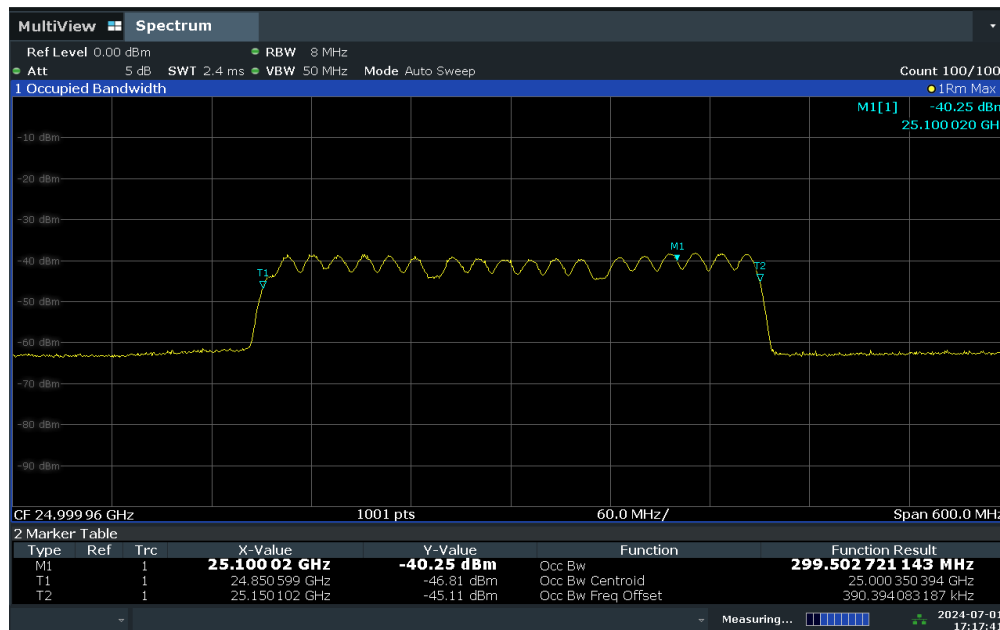 MultiView Spectrum
Ref Level 0.00 dBm RBW 8 MHz
Att 5 dB SWT 2.4 ms VBW 50 MHz Mode Auto Sweep Count 100/100
1 Occupied Bandwidth 1Rm Max
M1[1] -40.25 dBm
25.100 020 GH
-10 dBm
-20 dBm
-30 dBm
M1
-40 dBm
T1
T2
-50 dBm
-60 dBm
-70 dBm
-80 dBm
-90 dBm
CF 24.999 96 GHz 1001 pts 60.0 MHz/ Span 600.0 MHz
2 Marker Table
Type Ref Trc X-Value Y-Value Function Function Result
M1 1 25.100 02 GHz -40.25 dBm Occ Bw 299.502 721 143 MHz
T1 1 24.850 599 GHz -46.81 dBm Occ Bw Centroid 25.000 350 394 GHz
T2 1 25.150 102 GHz -45.11 dBm Occ Bw Freq Offset 390.394 083 187 kHz
Measuring... 2024-07-01
17:17:41